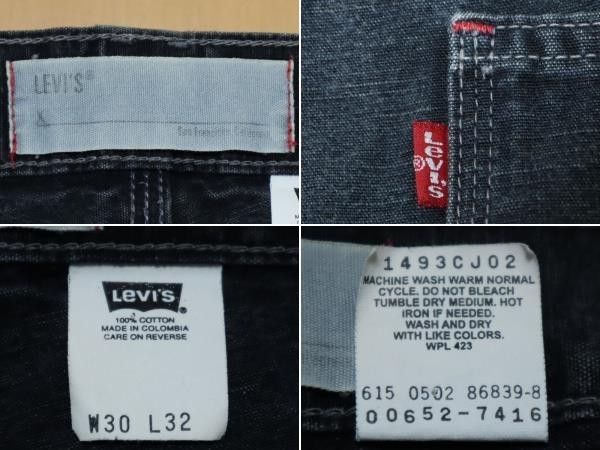 LEVI'S®
X
San Francisco, California
LEVI'S
®
LEVI'S
100% COTTON
MADE IN COLOMBIA
CARE ON REVERSE
W30 L32
1493CJ02
MACHINE WASH WARM NORMAL
CYCLE. DO NOT BLEACH
TUMBLE DRY MEDIUM. HOT
IRON IF NEEDED.
WASH AND DRY
WITH LIKE COLORS.
WPL 423
615 0502 86839-8
00652-7416